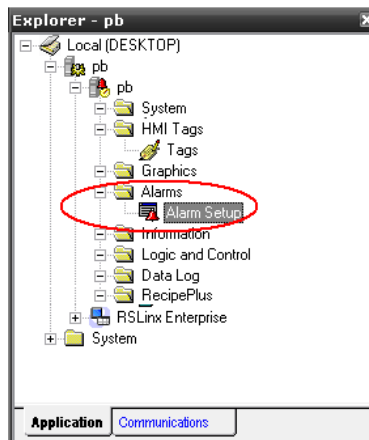 Explorer - pb
Local (DESKTOP)
pb
pb
System
HMI Tags
Tags
Graphics
Alarms
Alarm Setup
Information
Logic and Control
Data Log
RecipePlus
RSLinx Enterprise
System
Application Communications